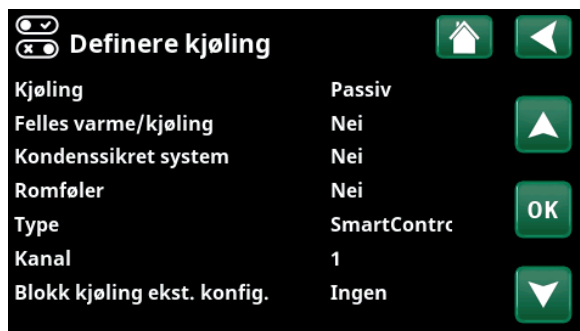 Definere kjøling
Kjøling Passiv
Felles varme/kjøling Nei
Kondenssikret system Nei
Romføler Nei
Type SmartContrc
OK
Kanal 1
Blokk kjøling ekst. konfig. Ingen